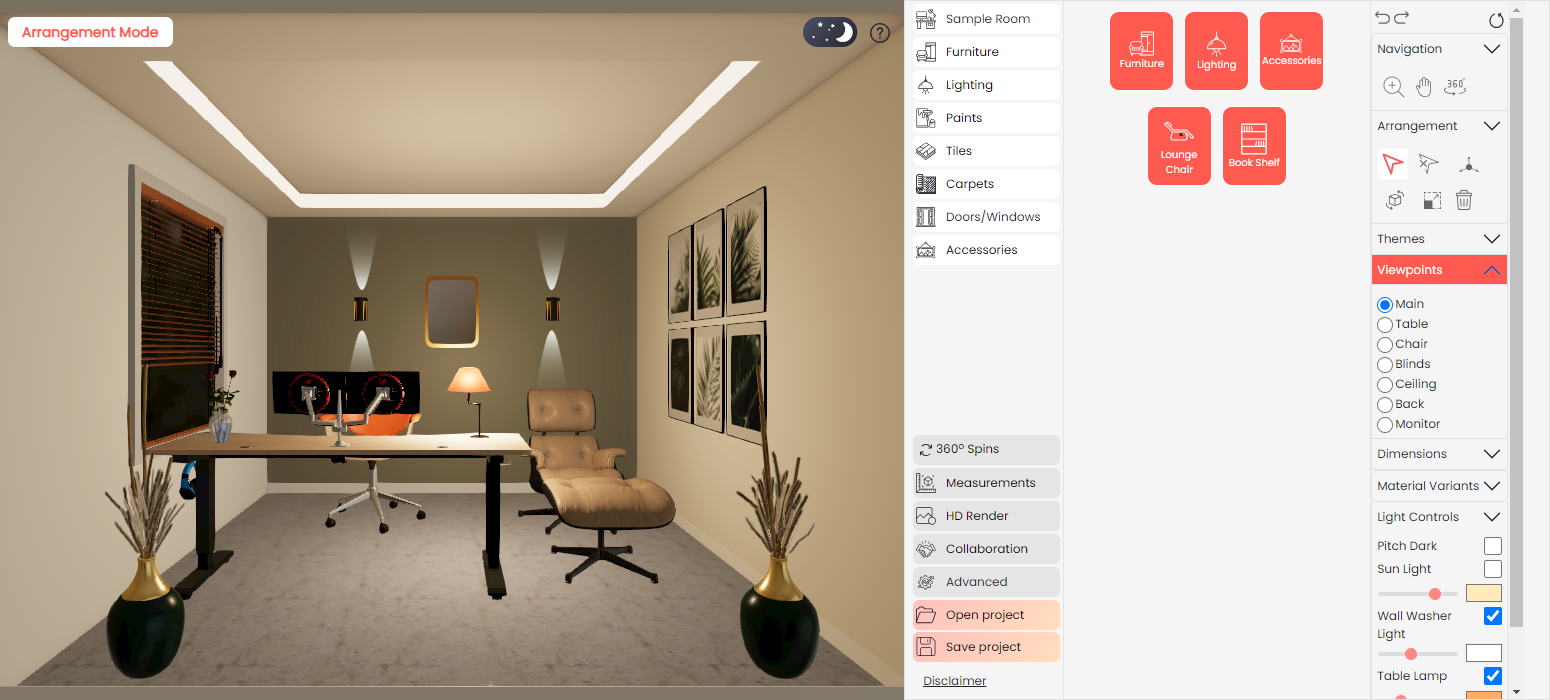 Arrangement Mode
?
Sample Room
Furniture
Lighting
Paints
Tiles
Carpets
Doors/Windows
Accessories
360° Spins
Measurements
HD Render
Collaboration
Advanced
Open project
Save project
Disclaimer
Furniture
Lighting
Accessories
Lounge
Chair
Book Shelf
Navigation
360°
Arrangement
Themes
Viewpoints
Main
Table
Chair
Blinds
Ceiling
Back
Monitor
Dimensions
Material Variants
Light Controls
Pitch Dark
Sun Light
Wall Washer
Light
Table Lamp